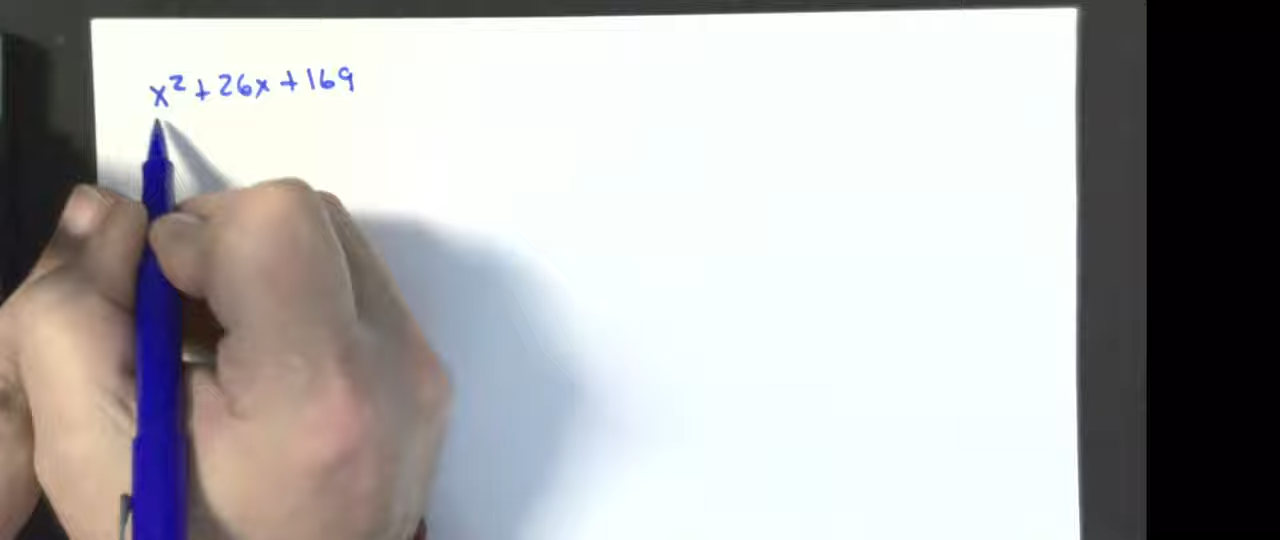 x² + 26x + 169